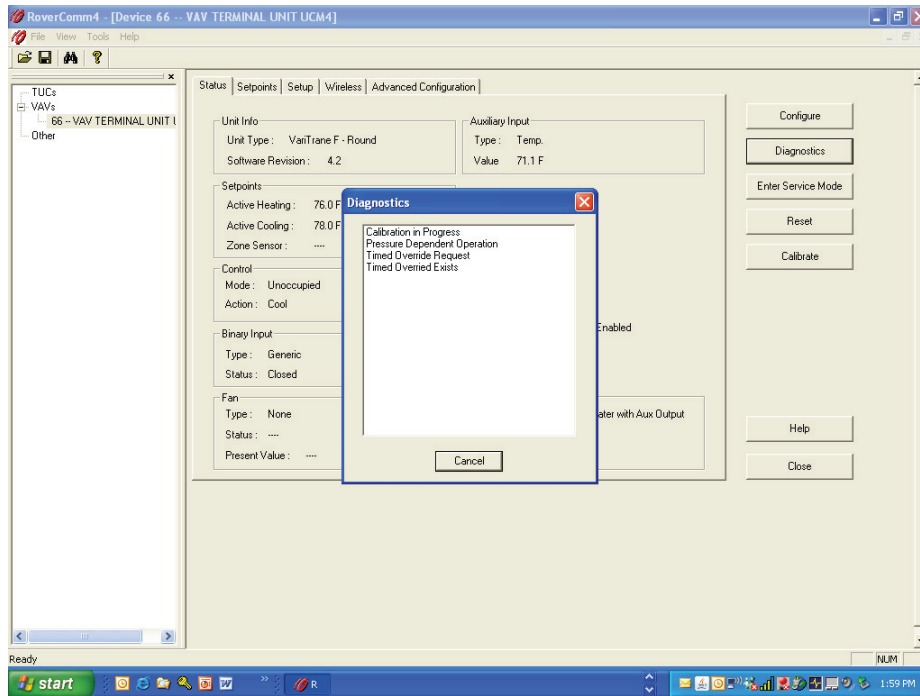 RoverComm4 - [Device 66 -- VAV TERMINAL UNIT UCM4]
File View Tools Help
TUCs
VAVs
66 -- VAV TERMINAL UNIT
Other
Status Setpoints Setup Wireless Advanced Configuration
Unit Info
Unit Type : VariTrane F - Round
Software Revision : 4.2
Auxiliary Input
Type : Temp.
Value 71.1 F
Setpoints
Active Heating : 76.0 F
Active Cooling : 78.0 F
Zone Sensor : ----
Control
Mode : Unoccupied
Action : Cool
Binary Input
Type : Generic
Status : Closed
Fan
Type : None
Status : ----
Present Value : ----
Enabled
ater with Aux Output
Diagnostics
Calibration in Progress
Pressure Dependent Operation
Timed Override Request
Timed Overried Exists
Cancel
Configure
Diagnostics
Enter Service Mode
Reset
Calibrate
Help
Close
Ready
NUM
start
R
1:59 PM